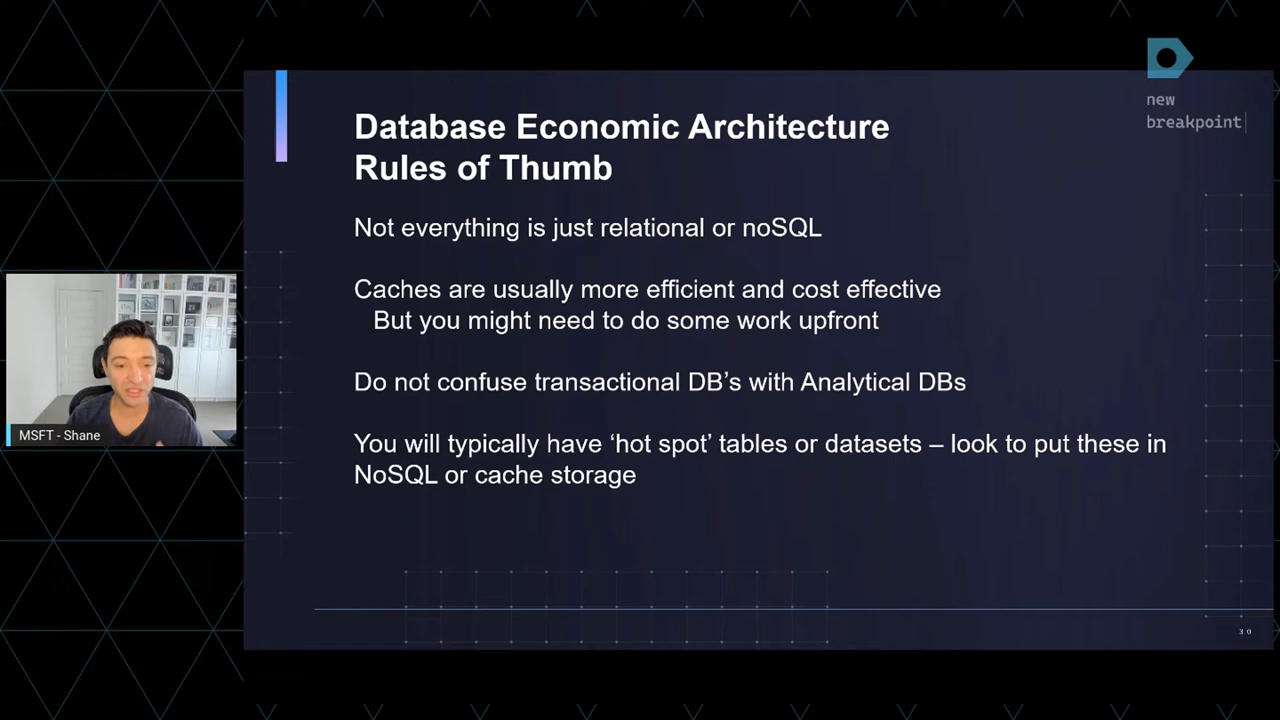 new
breakpoint
Database Economic Architecture
Rules of Thumb
Not everything is just relational or noSQL
Caches are usually more efficient and cost effective
But you might need to do some work upfront
Do not confuse transactional DB’s with Analytical DBs
You will typically have ‘hot spot’ tables or datasets – look to put these in
NoSQL or cache storage
MSFT - Shane
30